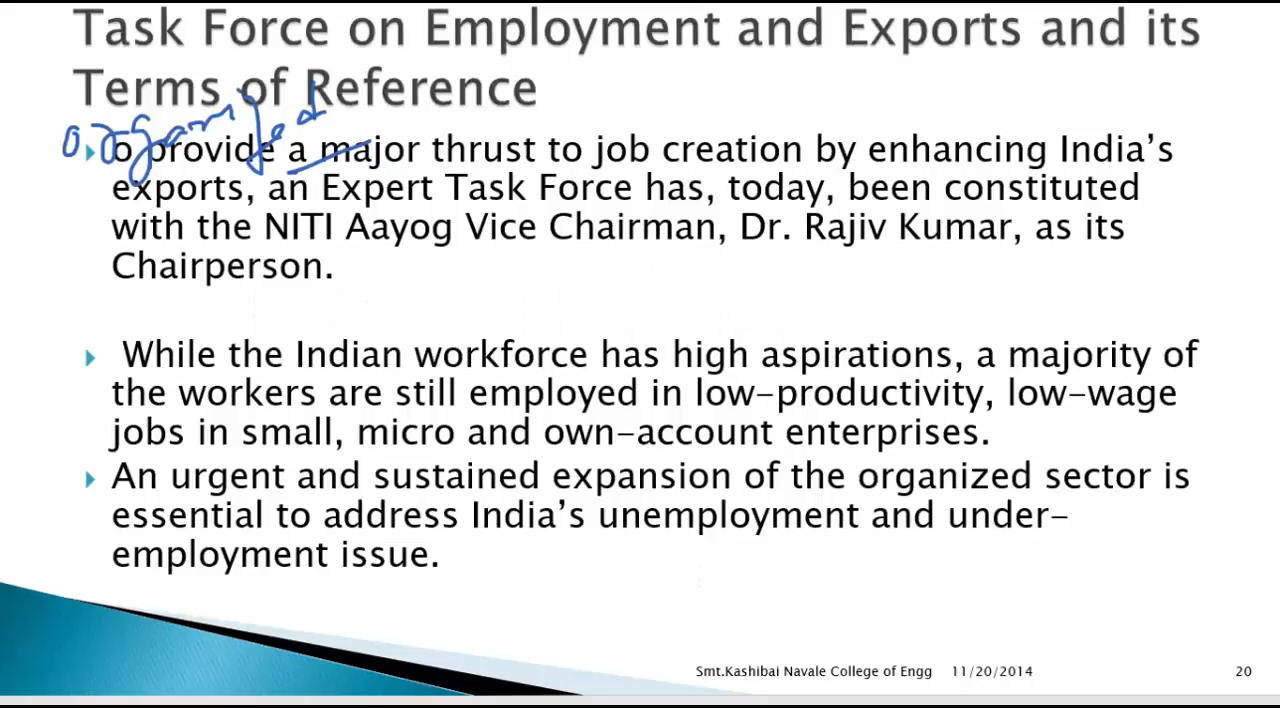 Task Force on Employment and Exports and its
Terms of Reference
organized
o provide a major thrust to job creation by enhancing India’s
exports, an Expert Task Force has, today, been constituted
with the NITI Aayog Vice Chairman, Dr. Rajiv Kumar, as its
Chairperson.
While the Indian workforce has high aspirations, a majority of
the workers are still employed in low-productivity, low-wage
jobs in small, micro and own-account enterprises.
An urgent and sustained expansion of the organized sector is
essential to address India’s unemployment and under-
employment issue.
Smt.Kashibai Navale College of Engg 11/20/2014 20